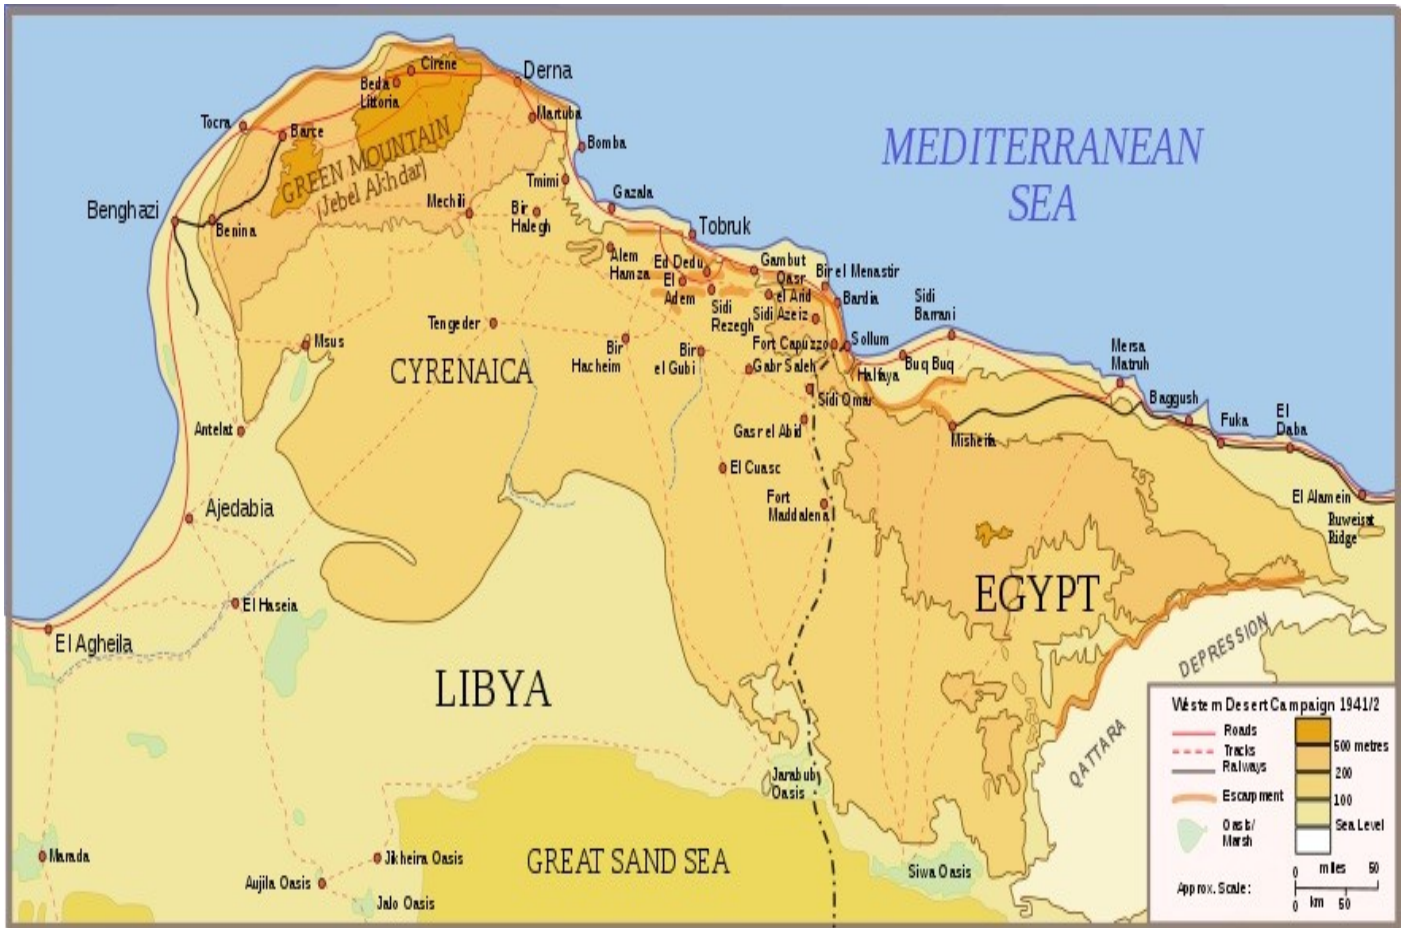 Cirene
Derna
Beda
Littoria
Martuba
Tocra
Barce
Bomba
MEDITERRANEAN
SEA
GREEN MOUNTAIN
(Jebel Akhdar)
Tmimi
Gazala
Benghazi
Mechili
Bir
Halegh
Benina
Tobruk
Alem
Hamza
Ed Dedu
El
Adem
Gambut
Qasr
el Arid
Bir el Menastir
Bardia
Sidi
Rezegh
Sidi Azeiz
Sidi
Barrani
Tengeder
Msus
Bir
Hacheim
Bir
el Gubi
Fort Capuzzo
Sollum
Halfaya
Buq Buq
Mersa
Matruh
CYRENAICA
Gabr Saleh
Sidi Omar
Baggush
Fuka
El
Daba
Antelat
Gasr el Abid
Misheifa
El Cuasc
Ajedabia
Fort
Maddalena
El Alamein
Ruweisat
Ridge
El Haseia
EGYPT
El Agheila
DEPRESSION
QATTARA
LIBYA
Jarabub
Oasis
Marada
Jikheira Oasis
GREAT SAND SEA
Aujila Oasis
Jalo Oasis
Siwa Oasis
Western Desert Campaign 1941/2
Roads
Tracks
Railways
Escarpment
Oasis/
Marsh
500 metres
200
100
Sea Level
0 miles 50
Approx. Scale:
0 km 50